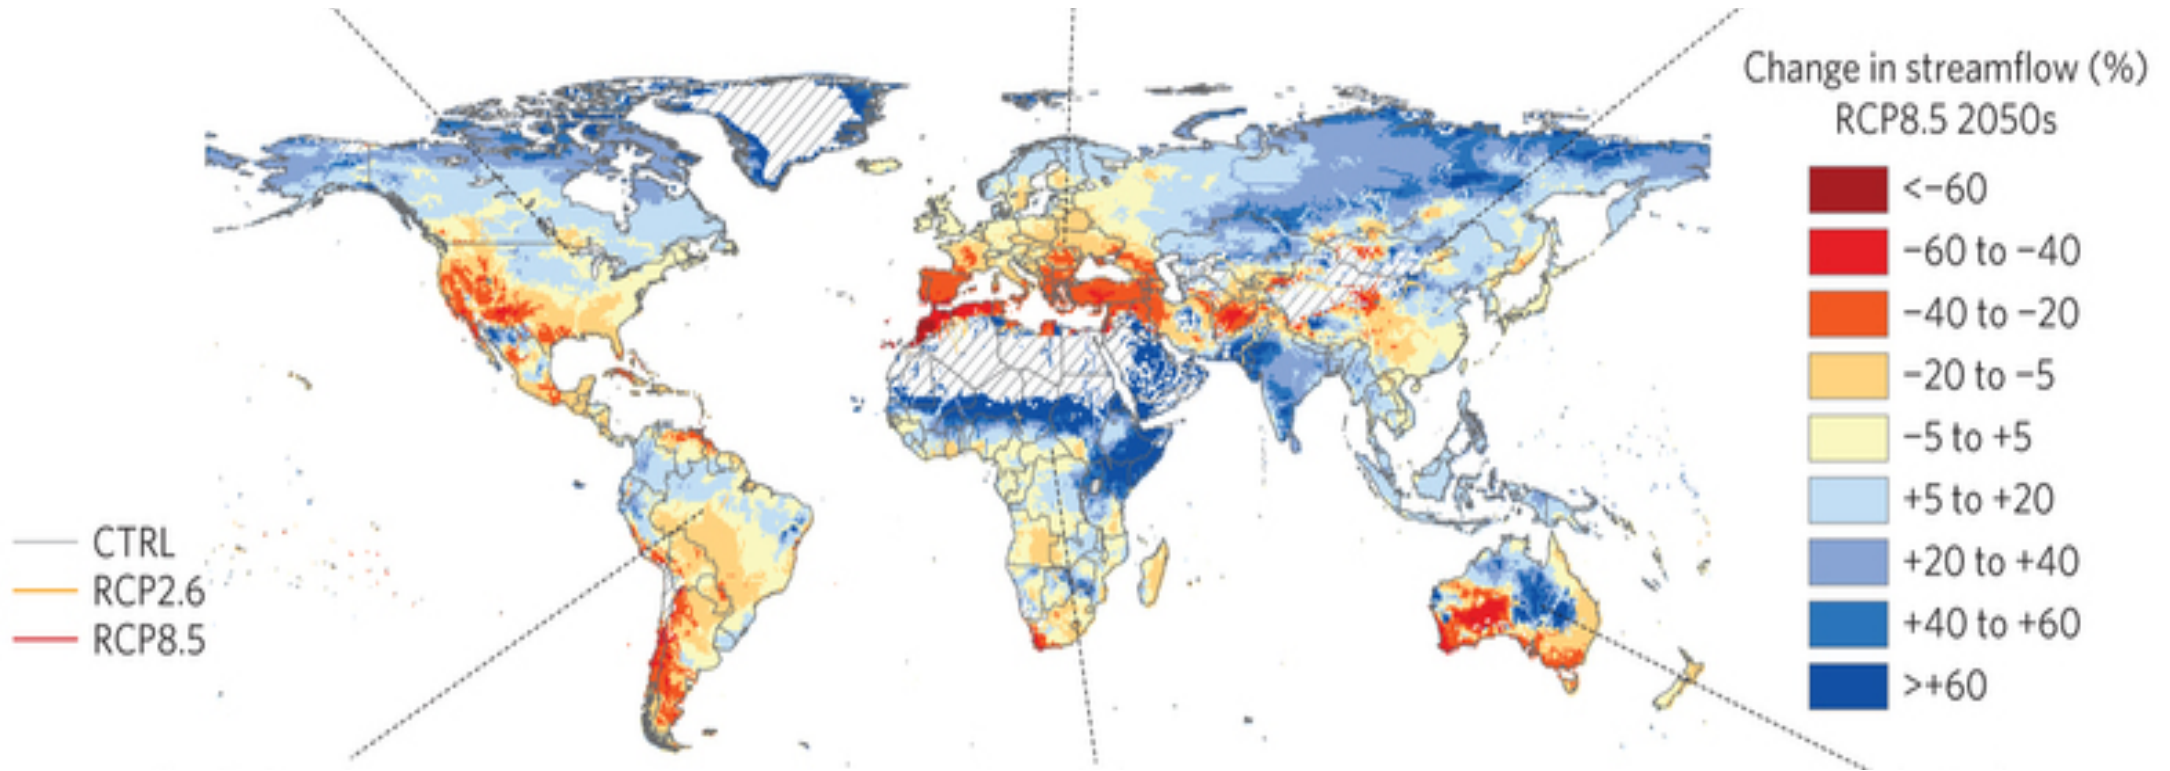 Change in streamflow (%)
RCP8.5 2050s
<−60
−60 to −40
−40 to −20
−20 to −5
−5 to +5
+5 to +20
+20 to +40
+40 to +60
>+60
CTRL
RCP2.6
RCP8.5